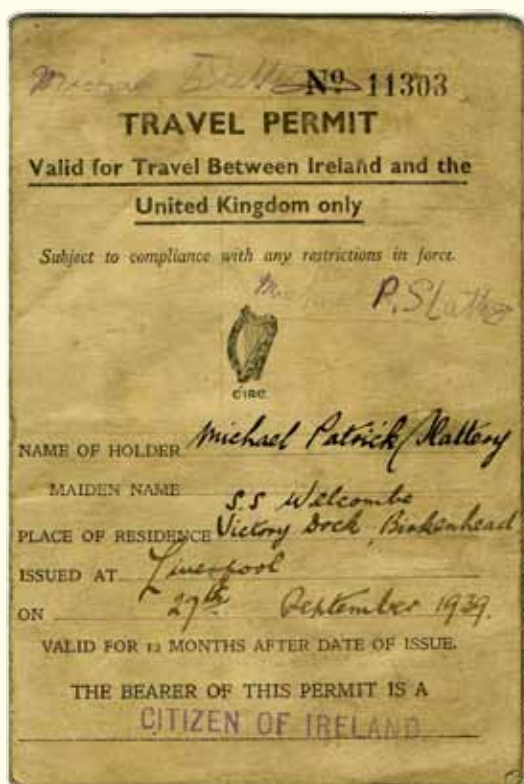 Michael Nº 11303
TRAVEL PERMIT
Valid for Travel Between Ireland and the
United Kingdom only
Subject to compliance with any restrictions in force.
P. Slattery
EIRE
NAME OF HOLDER Michael Patrick Slattery
MAIDEN NAME
S.S Welcombe
PLACE OF RESIDENCE Victory Dock, Birkenhead
ISSUED AT Liverpool
ON 27th September 1939.
VALID FOR 12 MONTHS AFTER DATE OF ISSUE.
THE BEARER OF THIS PERMIT IS A
CITIZEN OF IRELAND